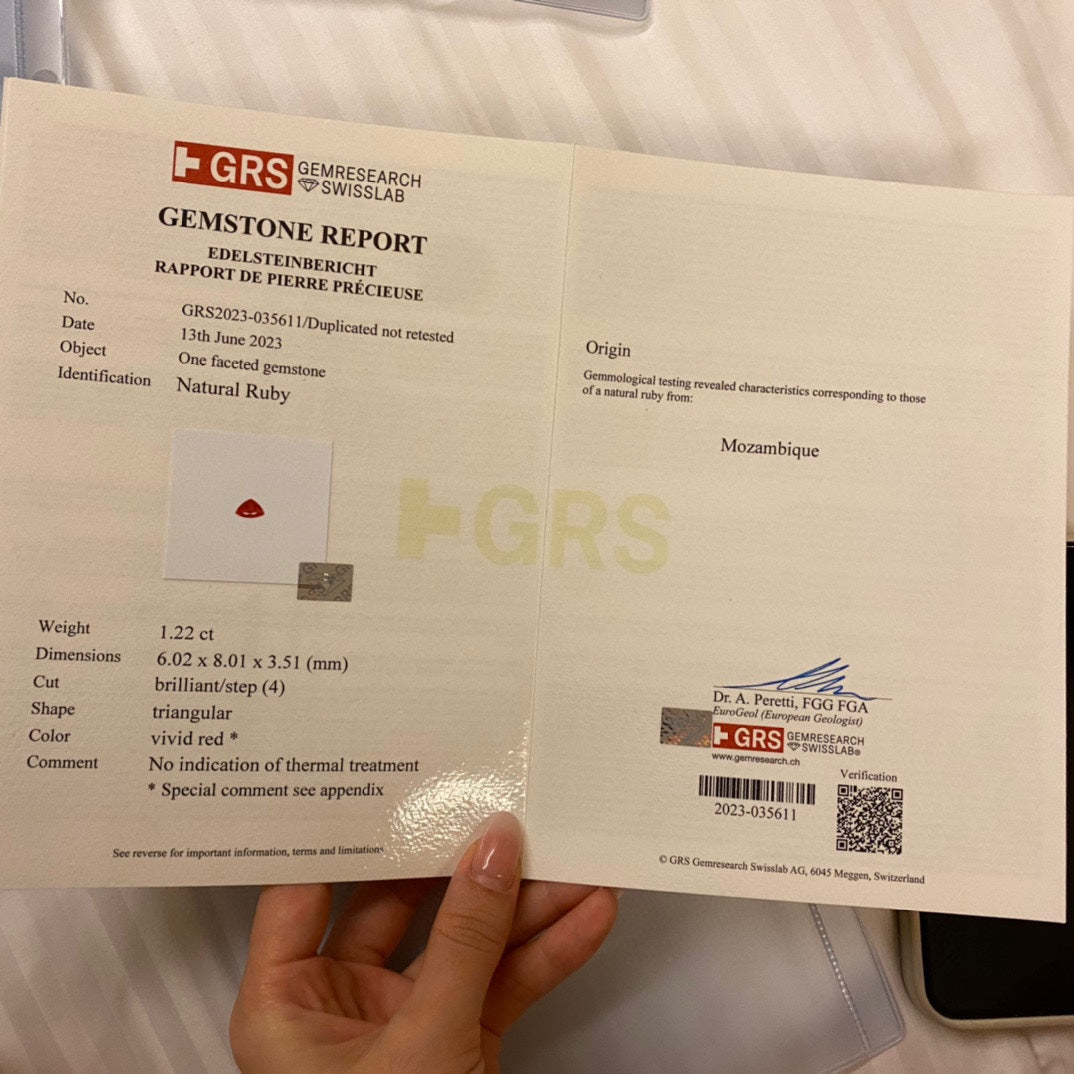 GRS GEMRESEARCH
SWISSLAB
GEMSTONE REPORT
EDELSTEINBERICHT
RAPPORT DE PIERRE PRÉCIEUSE
No. GRS2023-035611/Duplicated not retested
Date 13th June 2023
Object One faceted gemstone
Identification Natural Ruby
Weight 1.22 ct
Dimensions 6.02 x 8.01 x 3.51 (mm)
Cut brilliant/step (4)
Shape triangular
Color vivid red *
Comment No indication of thermal treatment
* Special comment see appendix
See reverse for important information, terms and limitations
GRS
Origin
Gemmological testing revealed characteristics corresponding to those
of a natural ruby from:
Mozambique
Dr. A. Peretti, FGG FGA
EuroGeol (European Geologist)
GRS GEMRESEARCH
SWISSLAB®
www.gemresearch.ch
2023-035611
Verification
© GRS Gemresearch Swisslab AG, 6045 Meggen, Switzerland